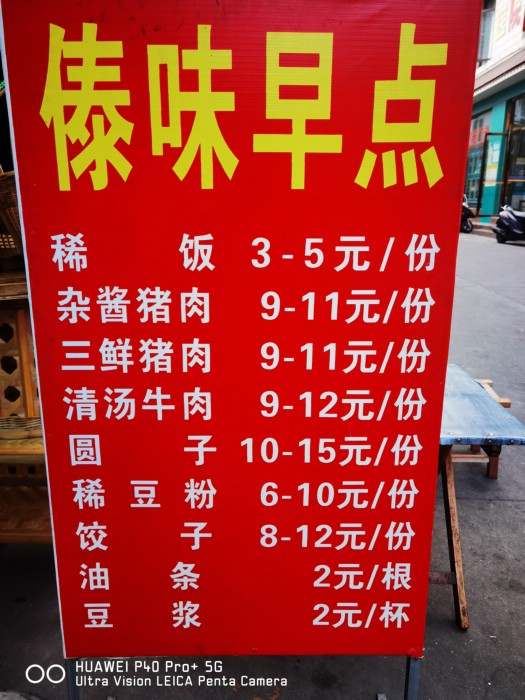 傣味早点
稀饭 3-5元/份
杂酱猪肉 9-11元/份
三鲜猪肉 9-11元/份
清汤牛肉 9-12元/份
圆子 10-15元/份
稀豆粉 6-10元/份
饺子 8-12元/份
油条 2元/根
豆浆 2元/杯
HUAWEI P40 Pro+ 5G
Ultra Vision LEICA Penta Camera